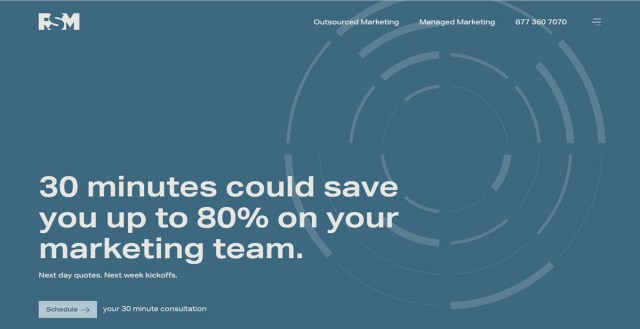 FSM
Outsourced Marketing
Managed Marketing
877 360 7070
30 minutes could save
you up to 80% on your
marketing team.
Next day quotes. Next week kickoffs.
Schedule
your 30 minute consultation